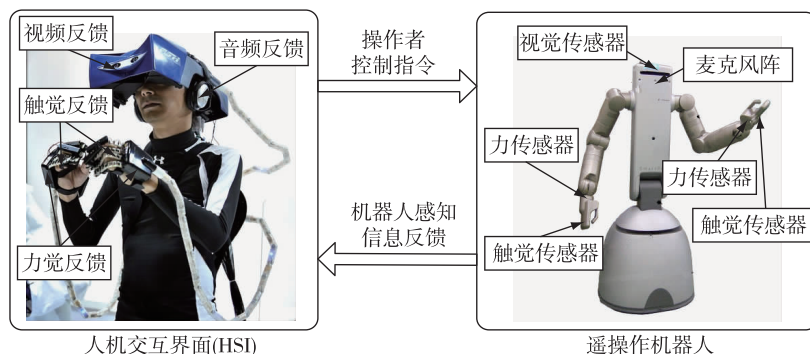 视频反馈
音频反馈
触觉反馈
力觉反馈
人机交互界面(HSI)
操作者
控制指令
机器人感知
信息反馈
视觉传感器
麦克风阵
力传感器
力传感器
触觉传感器
触觉传感器
遥操作机器人